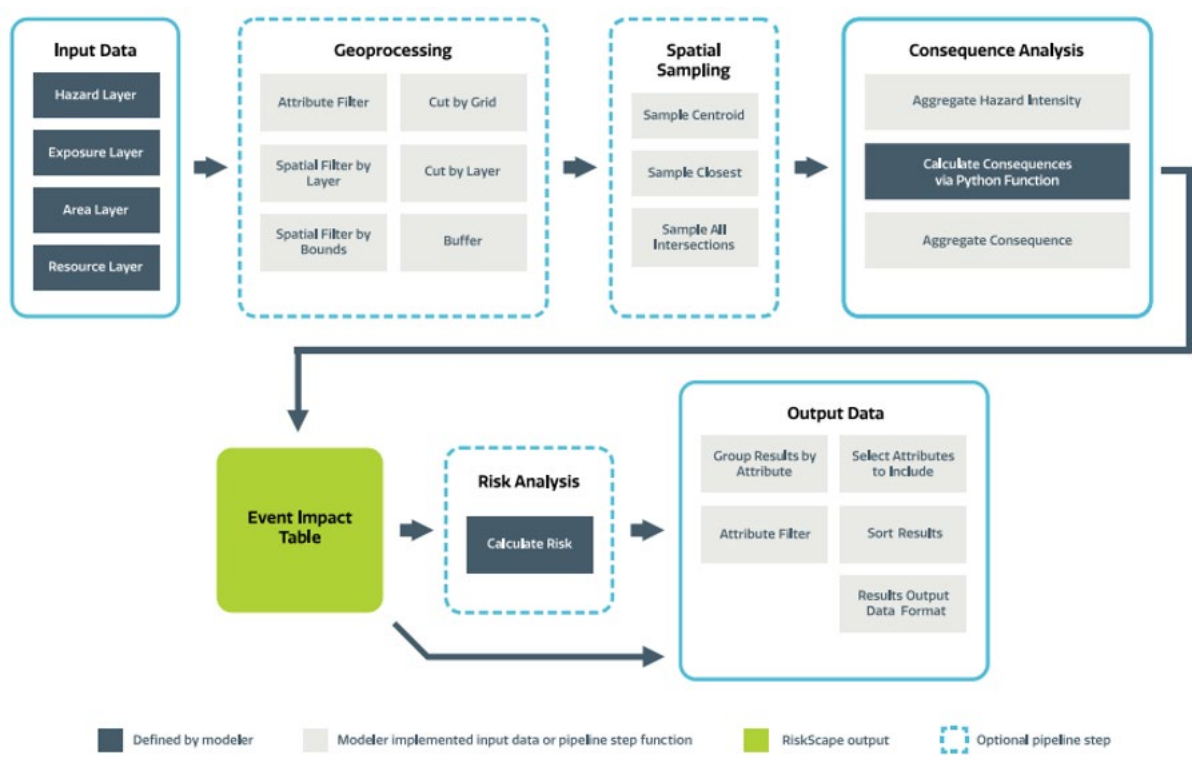 Input Data
Hazard Layer
Exposure Layer
Area Layer
Resource Layer
Geoprocessing
Attribute Filter
Cut by Grid
Spatial Filter by
Layer
Cut by Layer
Spatial Filter by
Bounds
Buffer
Spatial
Sampling
Sample Centroid
Sample Closest
Sample All
Intersections
Consequence Analysis
Aggregate Hazard Intensity
Calculate Consequences
via Python Function
Aggregate Consequence
Event Impact
Table
Risk Analysis
Calculate Risk
Output Data
Group Results by
Attribute
Select Attributes
to Include
Attribute Filter
Sort Results
Results Output
Data Format
Defined by modeler
Modeler implemented input data or pipeline step function
RiskScape output
Optional pipeline step